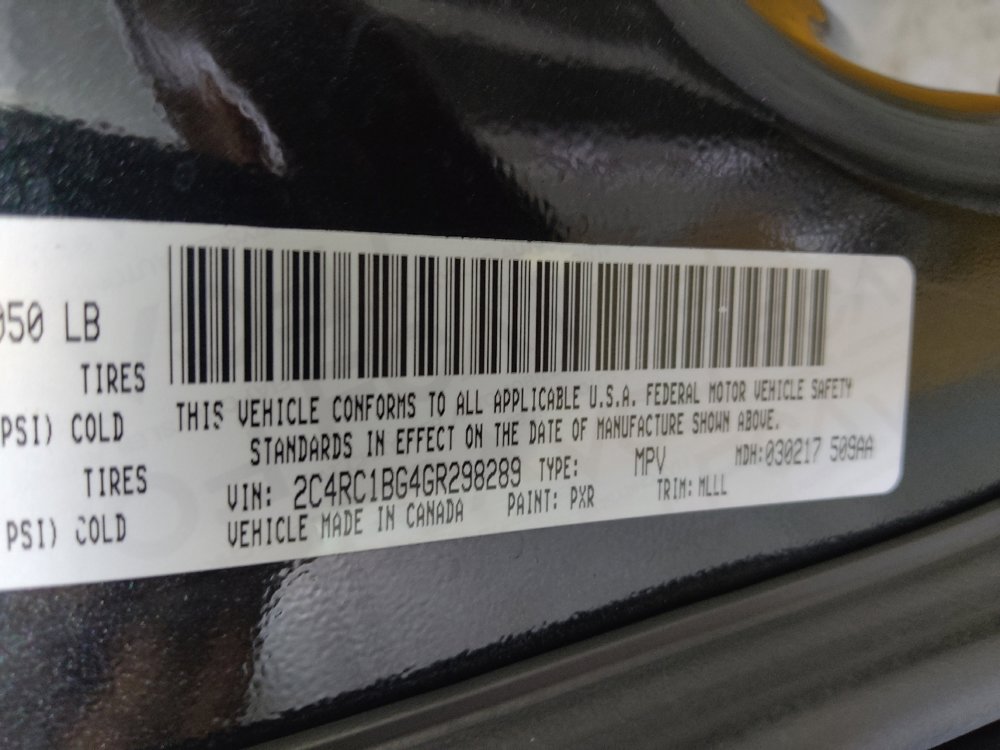 050 LB
TIRES
PSI) COLD
TIRES
PSI) COLD
THIS VEHICLE CONFORMS TO ALL APPLICABLE U.S.A. FEDERAL MOTOR VEHICLE SAFETY
STANDARDS IN EFFECT ON THE DATE OF MANUFACTURE SHOWN ABOVE.
VIN: 2C4RC1BG4GR298289 TYPE: MPV MDH:030217 509AA
VEHICLE MADE IN CANADA PAINT: PXR TRIM: MLLL